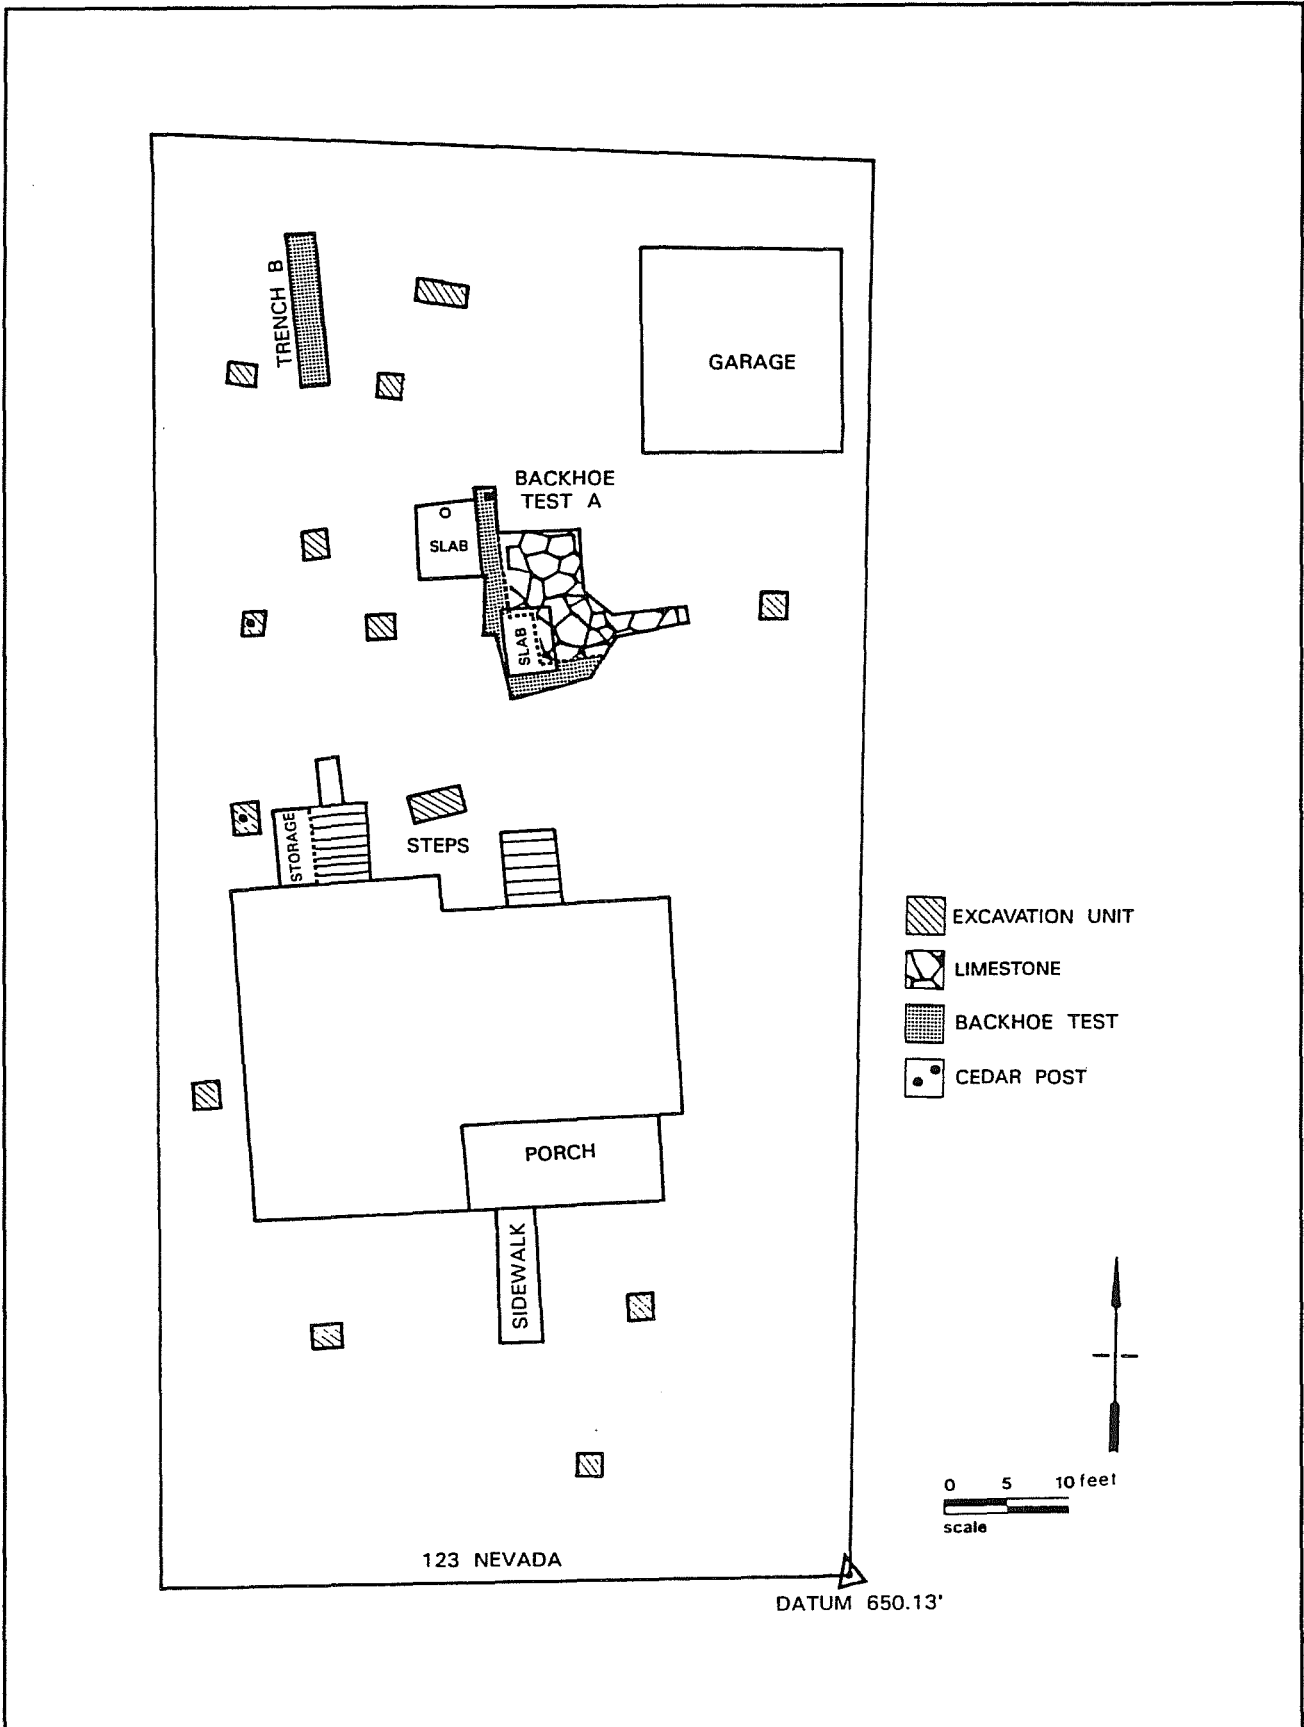 TRENCH B
GARAGE
BACKHOE
TEST A
SLAB
SLAB
STORAGE
STEPS
EXCAVATION UNIT
LIMESTONE
BACKHOE TEST
CEDAR POST
PORCH
SIDEWALK
0 5 10 feet
scale
123 NEVADA
DATUM 650.13'